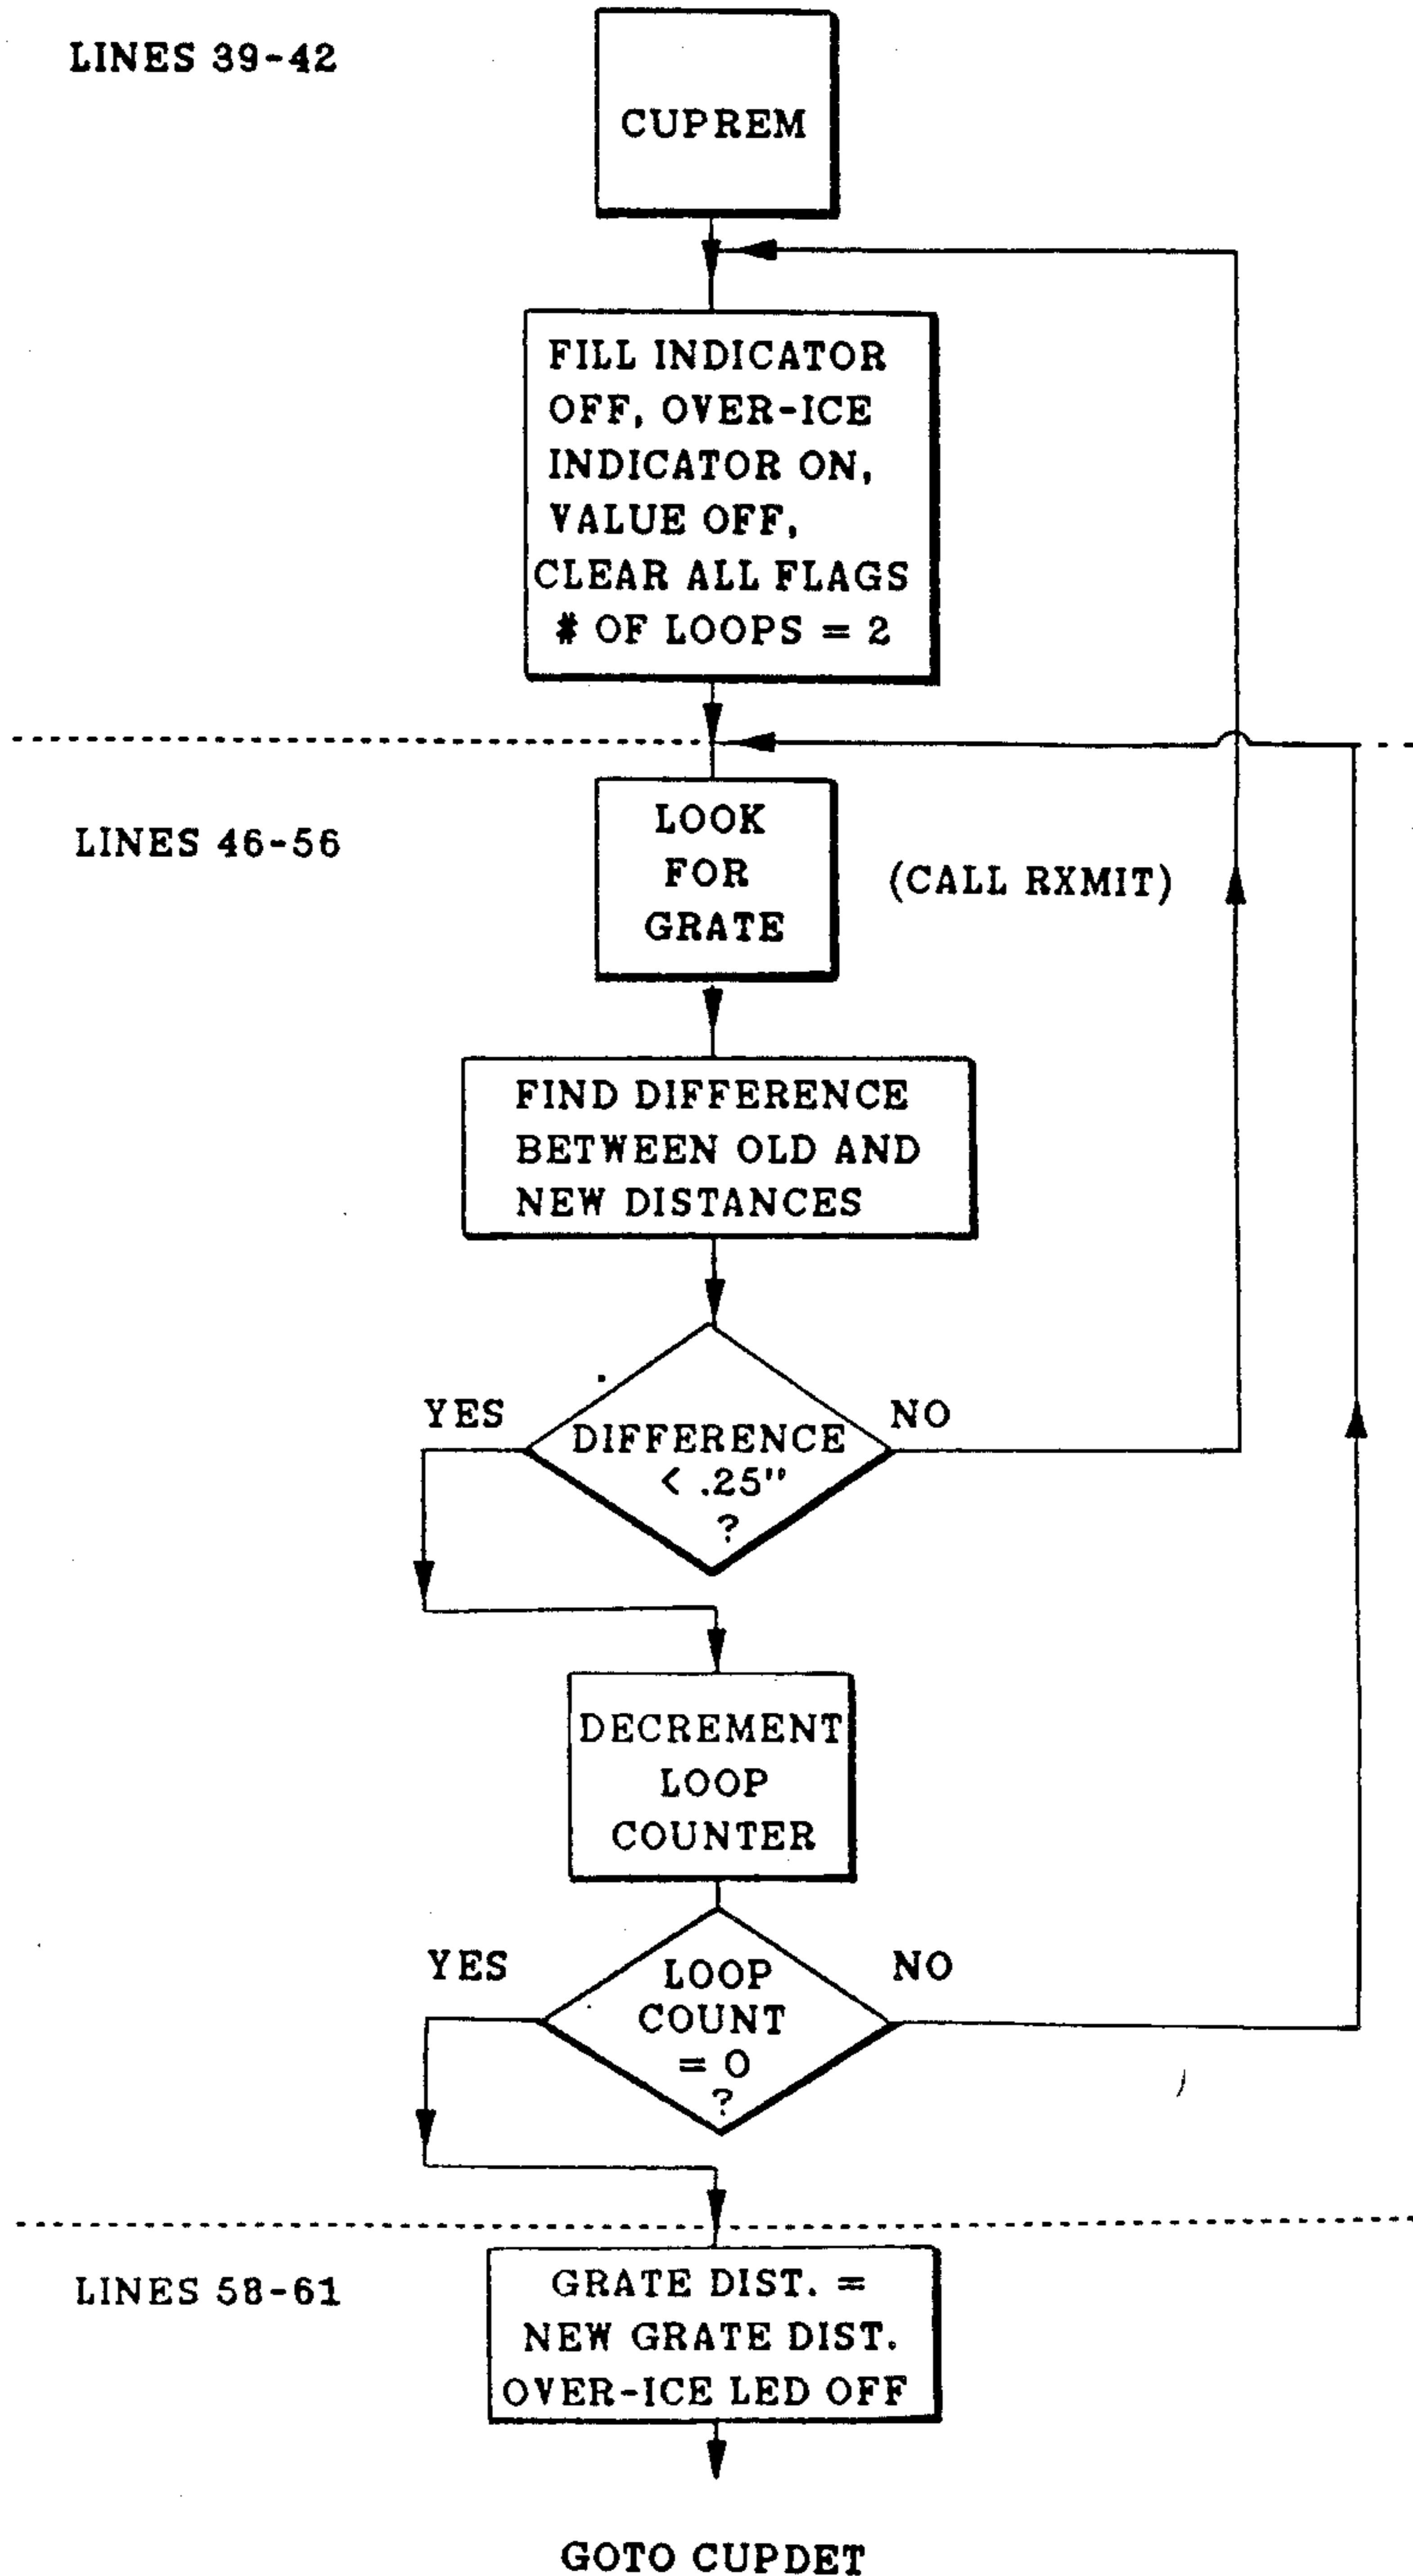 LINES 39-42
CUPREM
FILL INDICATOR
OFF, OVER-ICE
INDICATOR ON,
VALUE OFF,
CLEAR ALL FLAGS
# OF LOOPS = 2
LINES 46-56
LOOK
FOR
GRATE
(CALL RXMIT)
FIND DIFFERENCE
BETWEEN OLD AND
NEW DISTANCES
YES
NO
DIFFERENCE
< .25"
?
DECREMENT
LOOP
COUNTER
YES
NO
LOOP
COUNT
= 0
?
LINES 58-61
GRATE DIST. =
NEW GRATE DIST.
OVER-ICE LED OFF
GOTO CUPDET